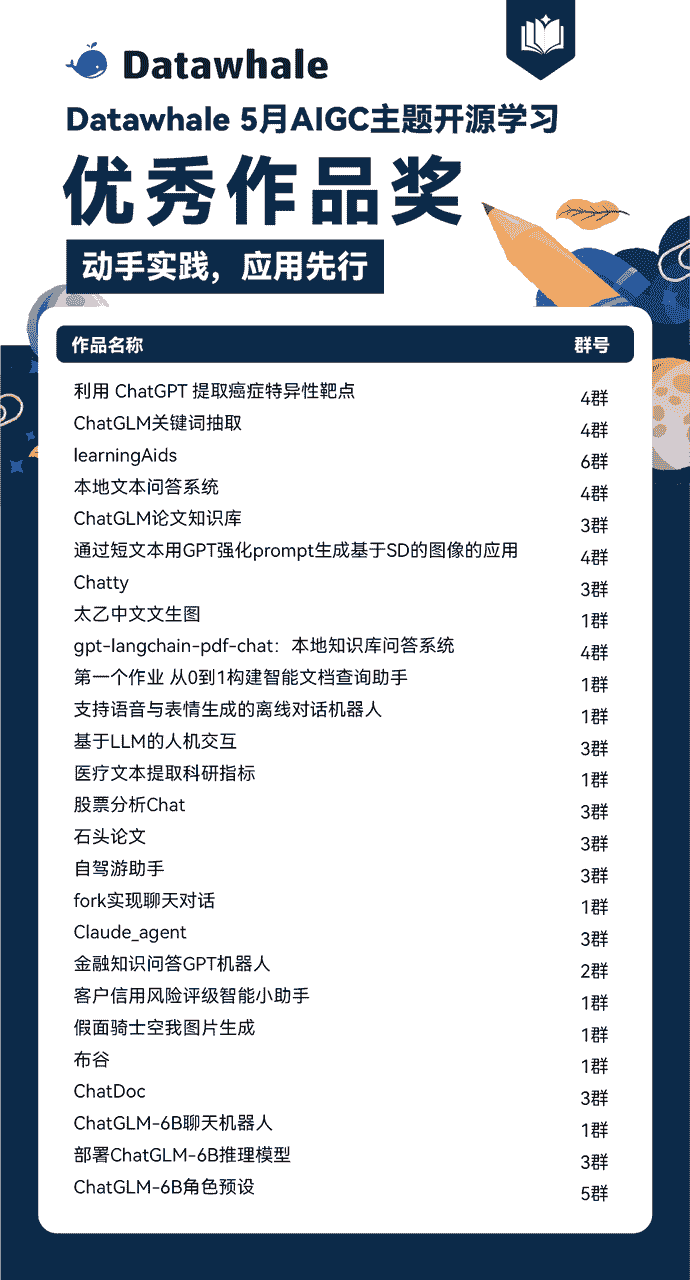 Datawhale
Datawhale 5月AIGC主题开源学习
优秀作品奖
动手实践，应用先行
作品名称 群号
利用 ChatGPT 提取癌症特异性靶点 4群
ChatGLM关键词抽取 4群
learningAids 6群
本地文本问答系统 4群
ChatGLM论文知识库 3群
通过短文本用GPT强化prompt生成基于SD的图像的应用 4群
Chatty 3群
太乙中文文生图 1群
gpt-langchain-pdf-chat：本地知识库问答系统 4群
第一个作业 从0到1构建智能文档查询助手 1群
支持语音与表情生成的离线对话机器人 1群
基于LLM的人机交互 3群
医疗文本提取科研指标 1群
股票分析Chat 3群
石头论文 3群
自驾游助手 3群
fork实现聊天对话 1群
Claude_agent 3群
金融知识问答GPT机器人 2群
客户信用风险评级智能小助手 1群
假面骑士空我图片生成 1群
布谷 1群
ChatDoc 3群
ChatGLM-6B聊天机器人 1群
部署ChatGLM-6B推理模型 3群
ChatGLM-6B角色预设 5群